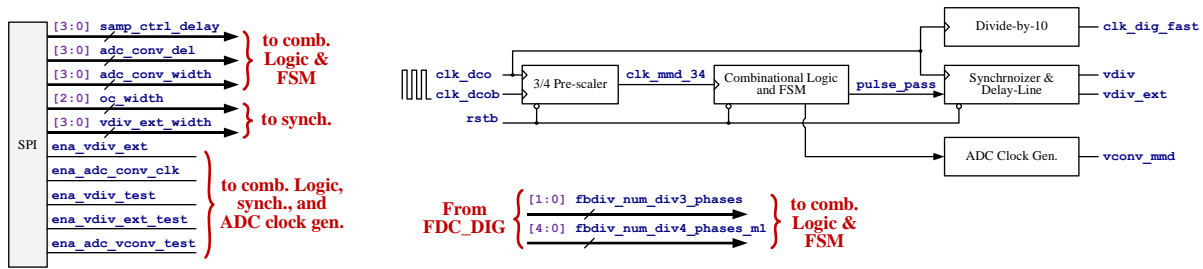 SPI
[3:0] samp_ctrl_delay
[3:0] adc_conv_del
[3:0] adc_conv_width
[2:0] oc_width
[3:0] vdiv_ext_width
ena_vdiv_ext
ena_adc_conv_clk
ena_vdiv_test
ena_vdiv_ext_test
ena_adc_vconv_test
to comb.
Logic &
FSM
to synch.
to comb. Logic,
synch., and
ADC clock gen.
clk_dco
clk_dcob
rstb
3/4 Pre-scaler
clk_mmd_34
Combinational Logic
and FSM
pulse_pass
Divide-by-10
clk_dig_fast
Synchrnoizer &
Delay-Line
vdiv
vdiv_ext
ADC Clock Gen.
vconv_mmd
From
FDC_DIG
[1:0] fbdiv_num_div3_phases
[4:0] fbdiv_num_div4_phases_m1
to comb.
Logic &
FSM